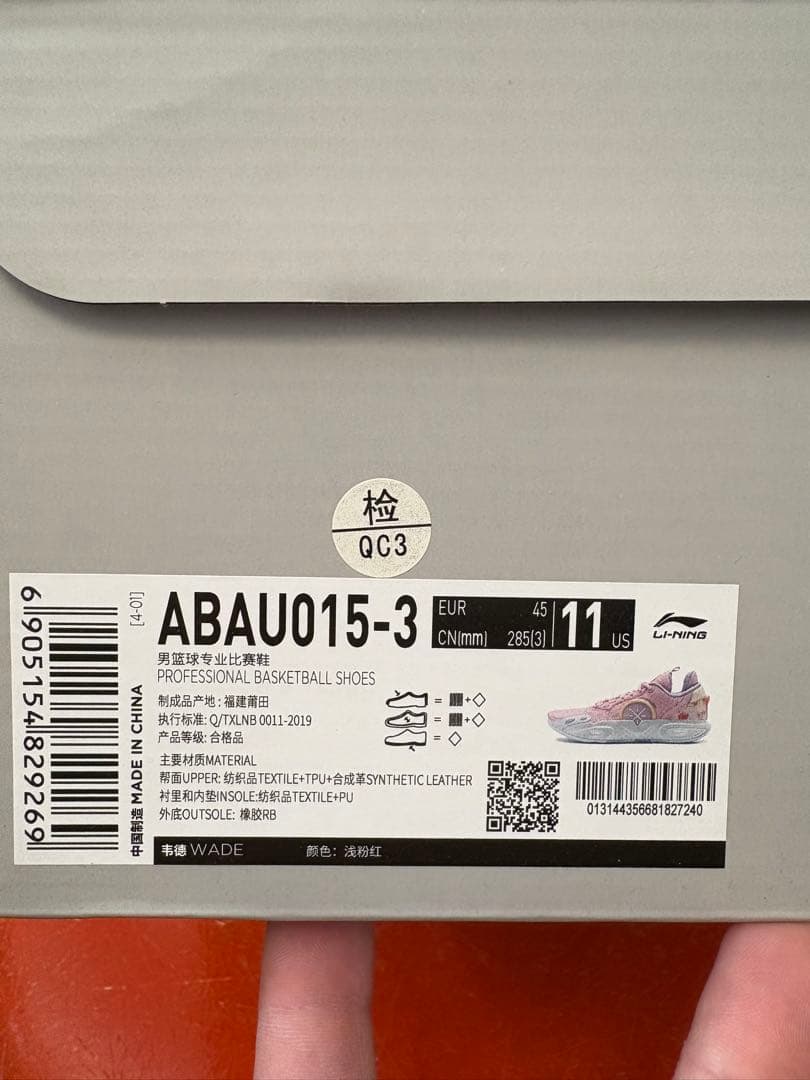 检
QC3
6905154829269
[4-01]
中国制造 MADE IN CHINA
ABAU015-3
EUR 45
CN(mm) 285(3)
11 US
LI-NING
男篮球专业比赛鞋
PROFESSIONAL BASKETBALL SHOES
制成品产地: 福建莆田
执行标准: Q/TXLNB 0011-2019
产品等级: 合格品
主要材质MATERIAL
帮面UPPER: 纺织品TEXTILE+TPU+合成革SYNTHETIC LEATHER
衬里和内垫INSOLE:纺织品TEXTILE+PU
外底OUTSOLE: 橡胶RB
013144356681827240
韦德 WADE 颜色: 浅粉红